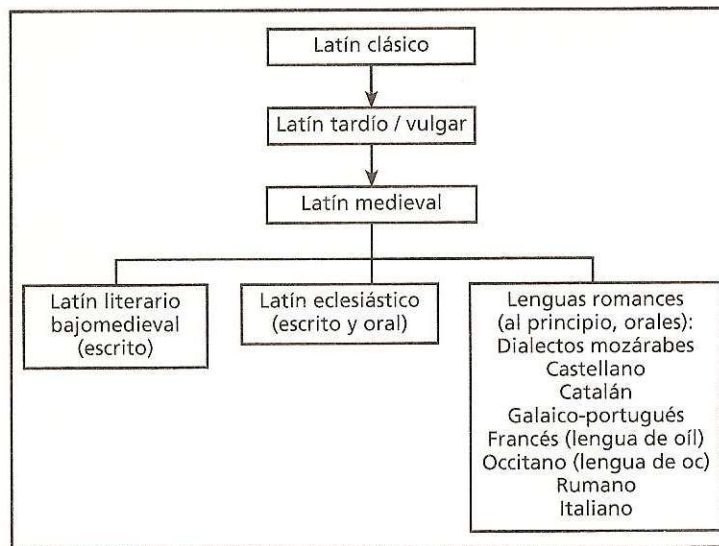 Latín clásico
Latín tardío / vulgar
Latín medieval
Latín literario
bajomedieval
(escrito)
Latín eclesiástico
(escrito y oral)
Lenguas romances
(al principio, orales):
Dialectos mozárabes
Castellano
Catalán
Galaico-portugués
Francés (lengua de oíl)
Occitano (lengua de oc)
Rumano
Italiano